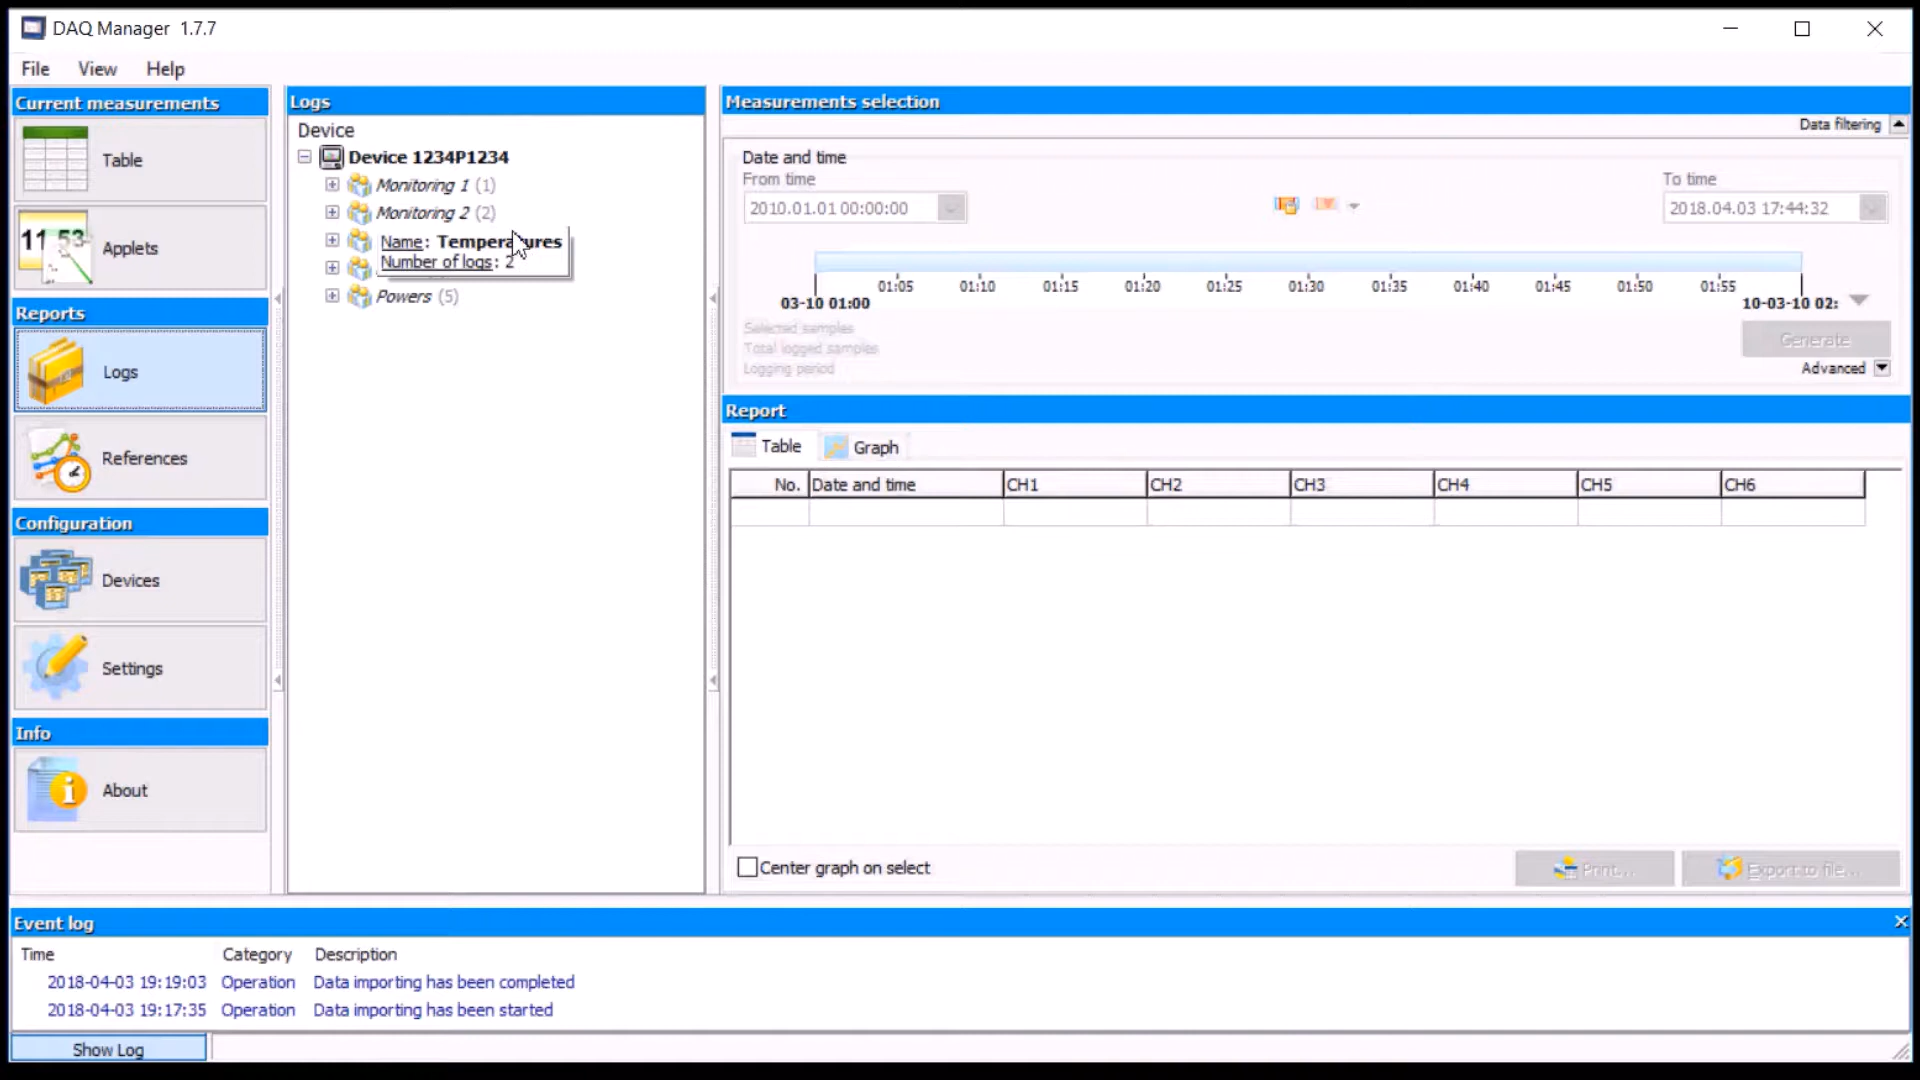 DAQ Manager 1.7.7
File View Help
Current measurements
Table
Applets
Reports
Logs
References
Configuration
Devices
Settings
Info
About
Logs
Device
Device 1234P1234
Monitoring 1 (1)
Monitoring 2 (2)
Name: Temperatures
Number of logs: 2
Powers (5)
Measurements selection
Data filtering
Date and time
From time
To time
2010.01.01 00:00:00
2018.04.03 17:44:32
01:05 01:10 01:15 01:20 01:25 01:30 01:35 01:40 01:45 01:50 01:55
03-10 01:00
10-03-10 02:
Selected samples
Total logged samples
Logging period
Generate
Advanced
Report
Table Graph
No. Date and time CH1 CH2 CH3 CH4 CH5 CH6
Center graph on select
Print...
Export to file...
Event log
Time Category Description
2018-04-03 19:19:03 Operation Data importing has been completed
2018-04-03 19:17:35 Operation Data importing has been started
Show Log